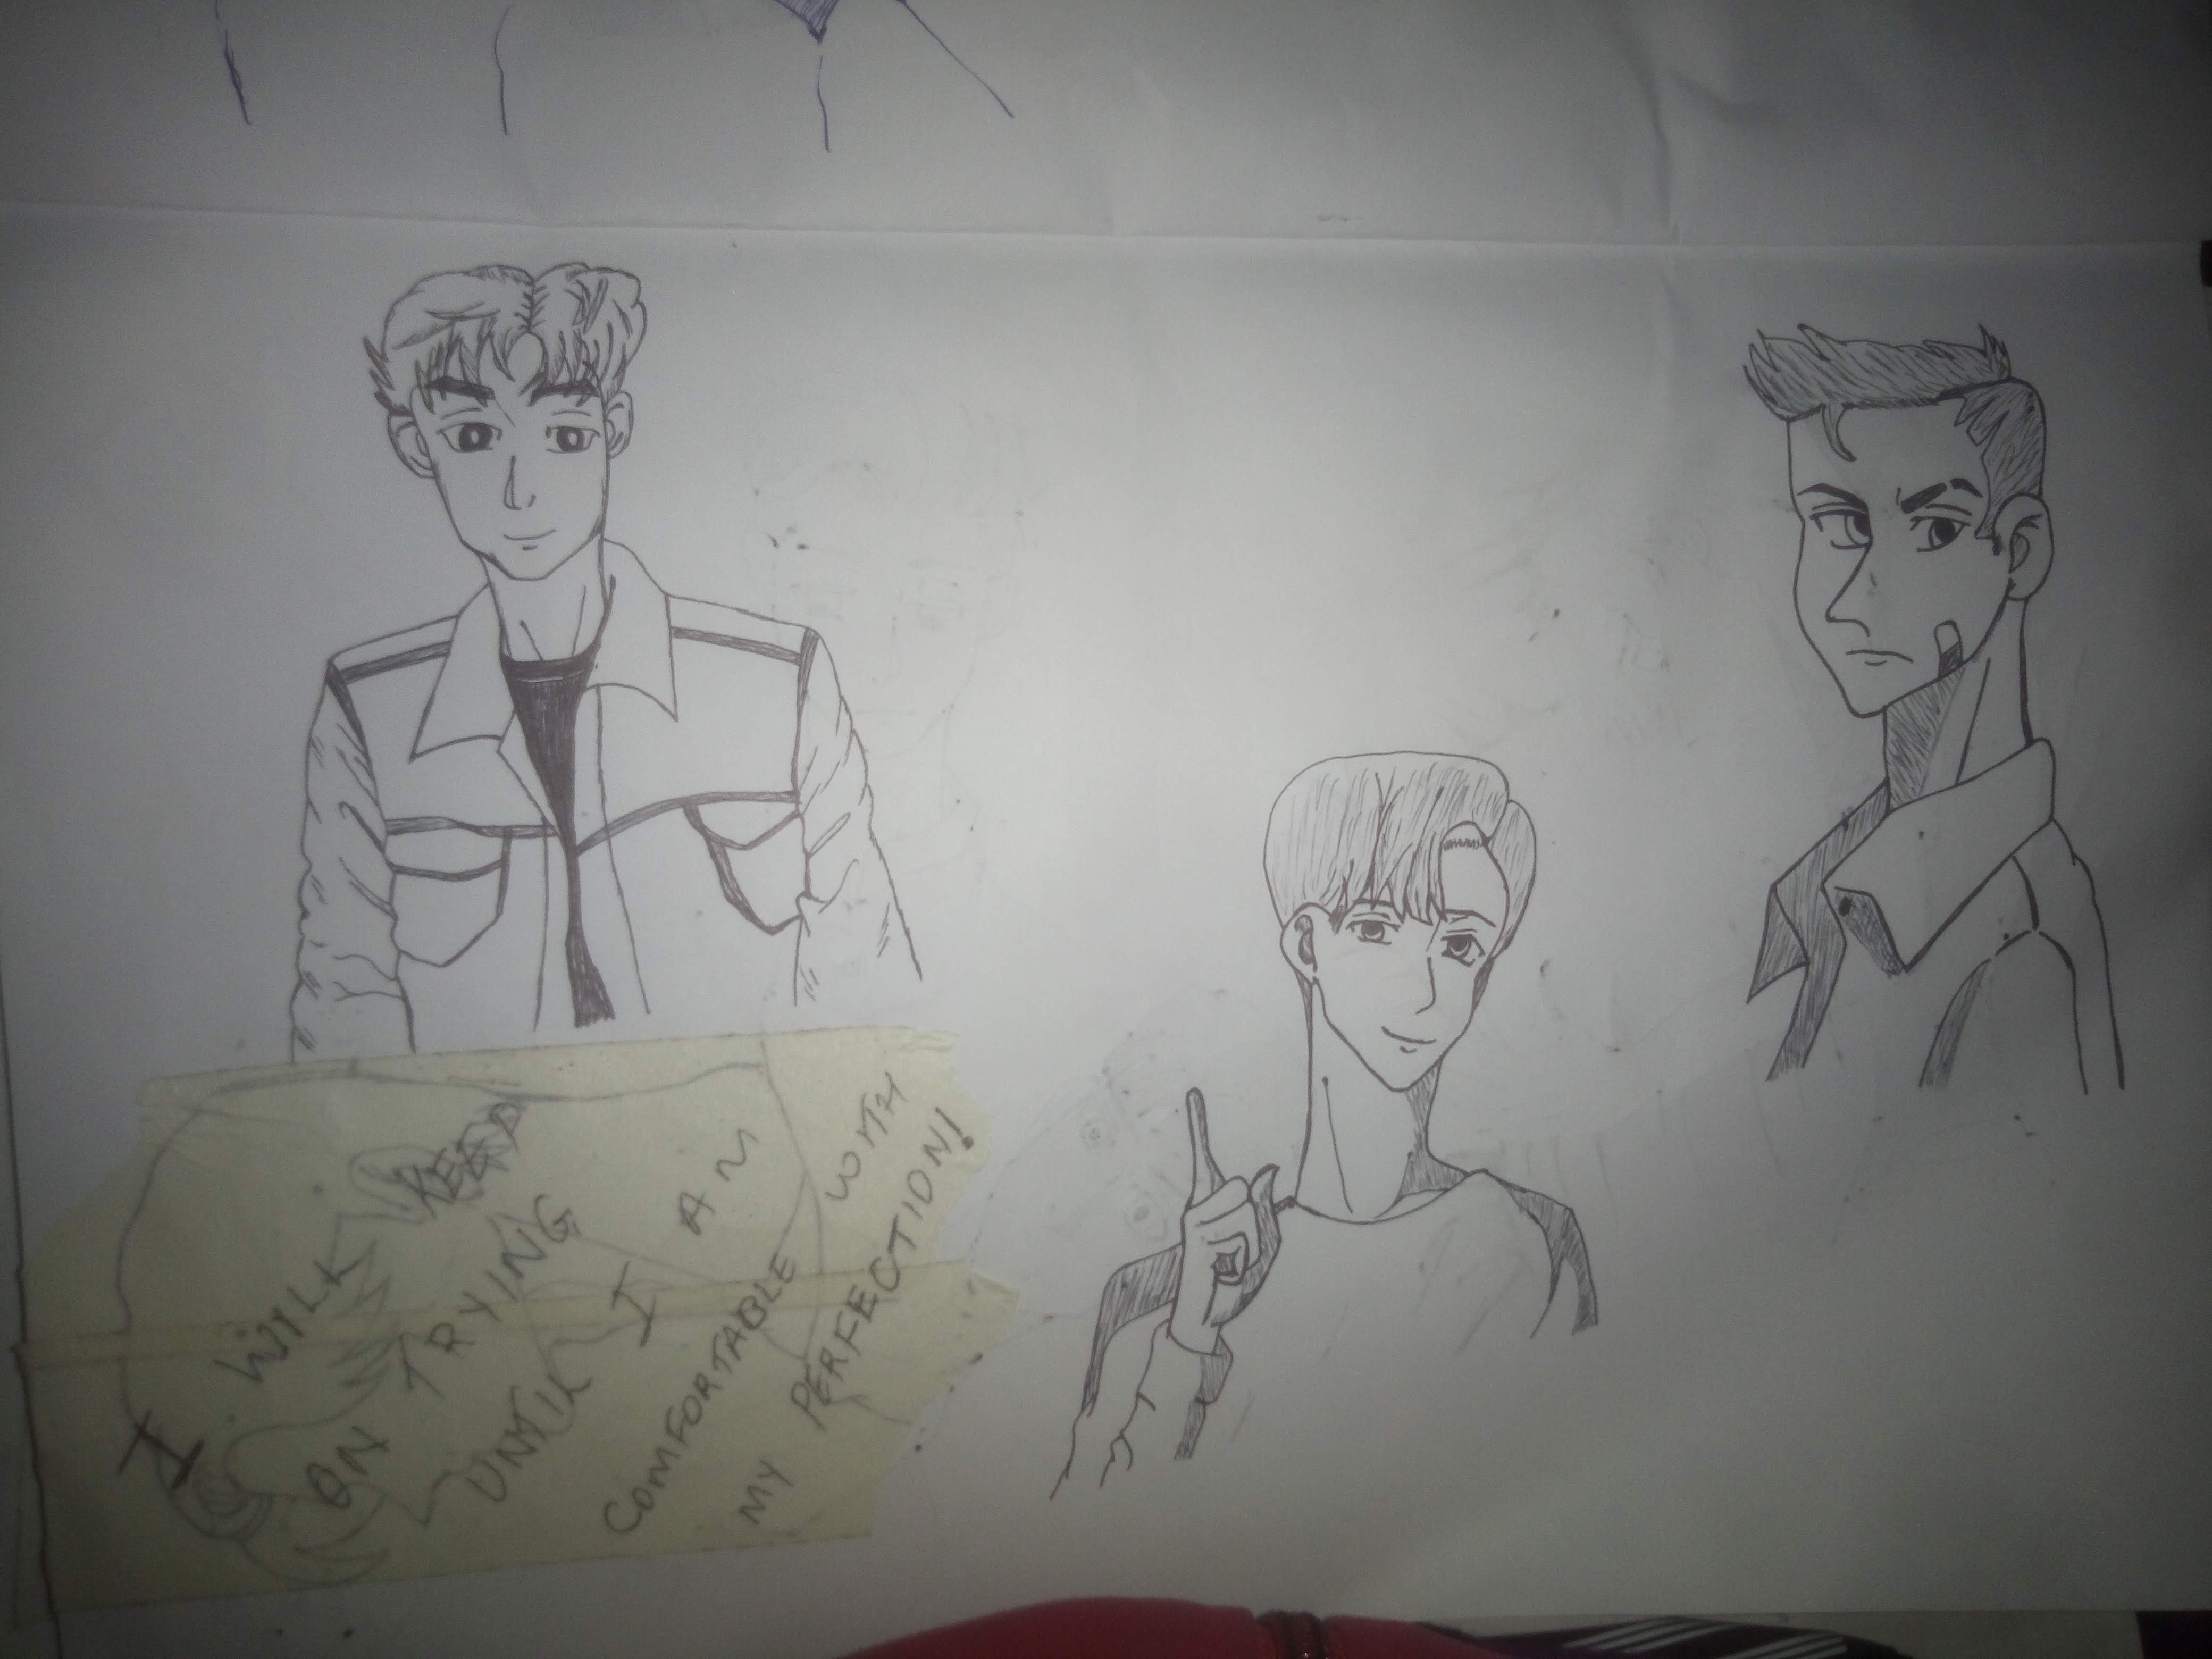 I WILL KEEP
ON TRYING
UNTIL I AM
COMFORTABLE WITH
MY PERFECTION!